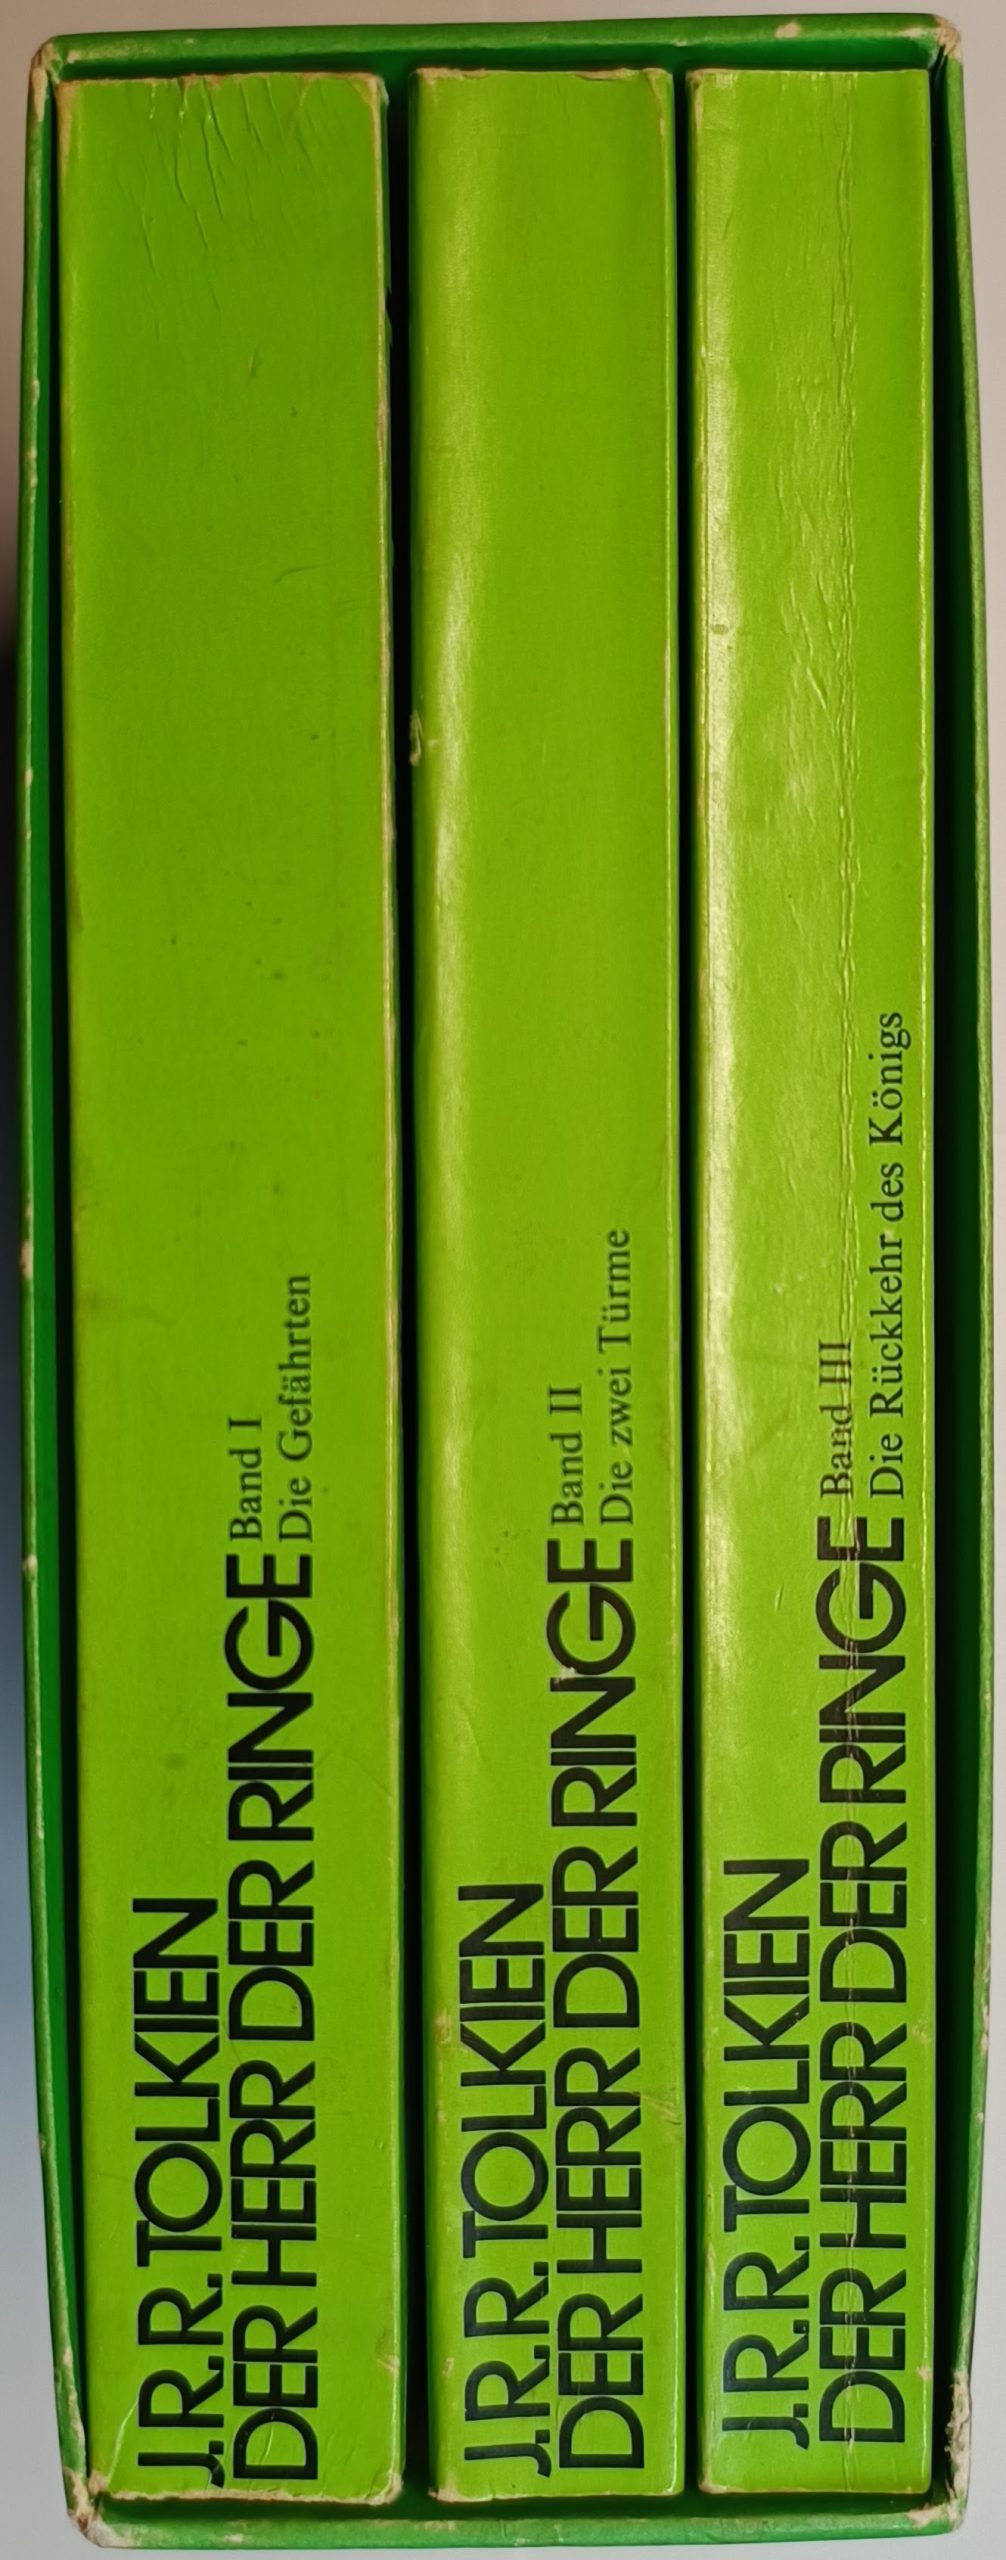 J.R.R. TOLKIEN
DER HERR DER RINGE
Band I
Die Gefährten
J.R.R. TOLKIEN
DER HERR DER RINGE
Band II
Die zwei Türme
J.R.R. TOLKIEN
DER HERR DER RINGE
Band III
Die Rückkehr des Königs